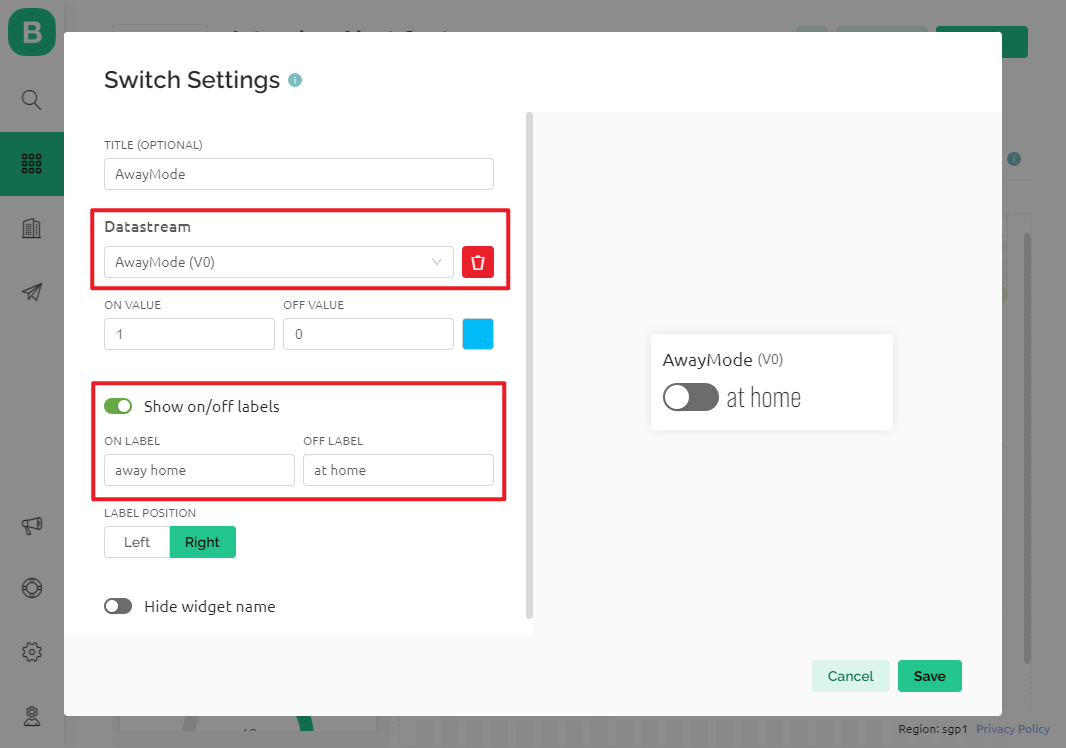 B
Switch Settings
TITLE (OPTIONAL)
AwayMode
Datastream
AwayMode (V0)
ON VALUE
OFF VALUE
1
0
Show on/off labels
ON LABEL
OFF LABEL
away home
at home
LABEL POSITION
Left
Right
Hide widget name
AwayMode (V0)
at home
Cancel
Save
Region: sgp1
Privacy Policy